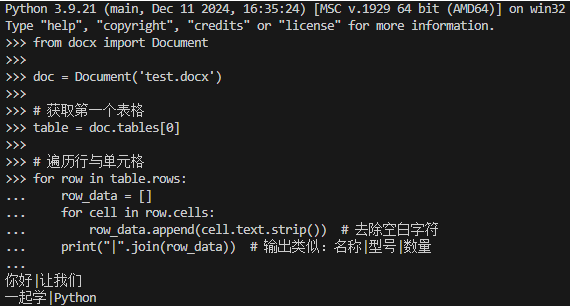 Python 3.9.21 (main, Dec 11 2024, 16:35:24) [MSC v.1929 64 bit (AMD64)] on win32
Type "help", "copyright", "credits" or "license" for more information.
>>> from docx import Document
>>>
>>> doc = Document('test.docx')
>>>
>>> # 获取第一个表格
>>> table = doc.tables[0]
>>>
>>> # 遍历行与单元格
>>> for row in table.rows:
...     row_data = []
...     for cell in row.cells:
...         row_data.append(cell.text.strip())  # 去除空白字符
...     print("|".join(row_data))  # 输出类似：名称|型号|数量
...
你好|让我们
一起学|Python